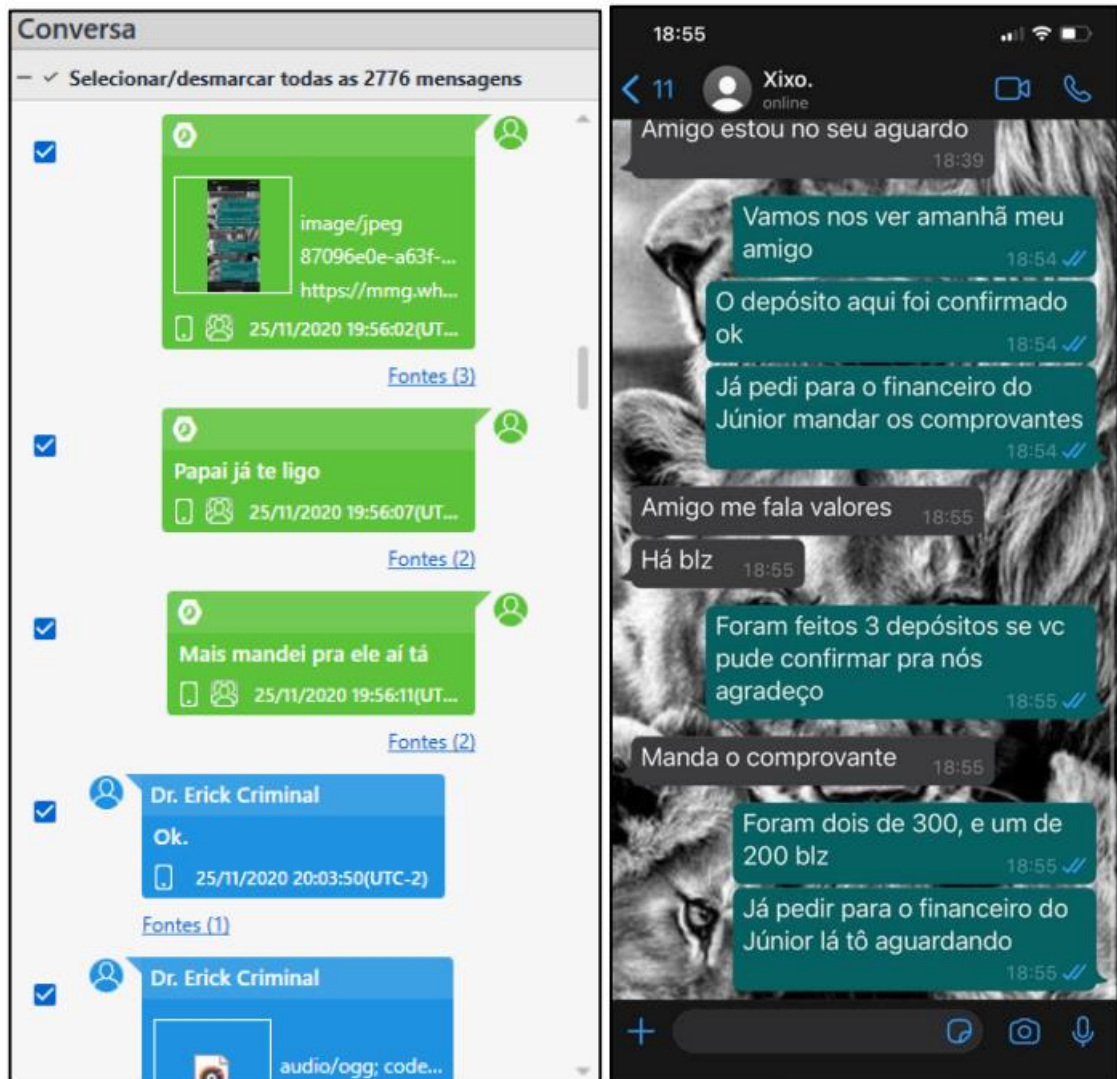 Conversa
Selecionar/desmarcar todas as 2776 mensagens
image/jpeg
87096e0e-a63f-...
https://mmg.wh...
25/11/2020 19:56:02(UT...
Fontes (3)
Papai já te ligo
25/11/2020 19:56:07(UT...
Fontes (2)
Mais mandei pra ele aí tá
25/11/2020 19:56:11(UT...
Fontes (2)
Dr. Erick Criminal
Ok.
25/11/2020 20:03:50(UTC-2)
Fontes (1)
Dr. Erick Criminal
audio/ogg; code...
18:55
11
Xixo.
online
Amigo estou no seu aguardo
18:39
Vamos nos ver amanhã meu
amigo
18:54
O depósito aqui foi confirmado
ok
18:54
Já pedi para o financeiro do
Júnior mandar os comprovantes
18:54
Amigo me fala valores
18:55
Há blz
18:55
Foram feitos 3 depósitos se vc
pude confirmar pra nós
agradeço
18:55
Manda o comprovante
18:55
Foram dois de 300, e um de
200 blz
18:55
Já pedir para o financeiro do
Júnior lá tô aguardando
18:55